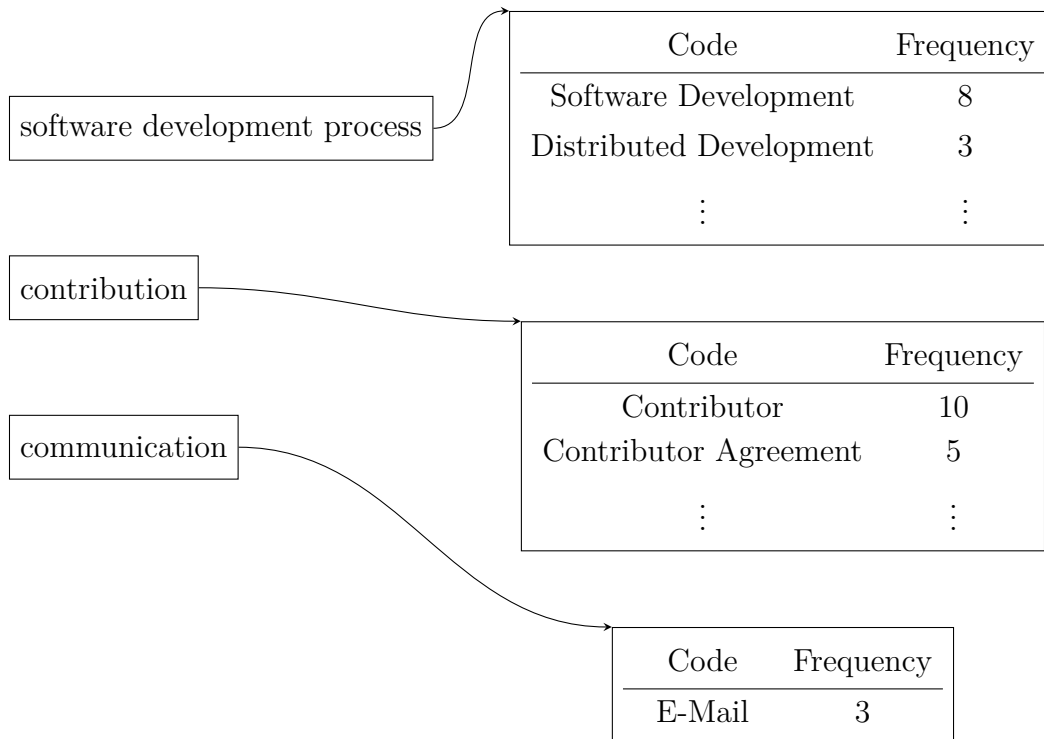 software development process
Code Frequency
Software Development 8
Distributed Development 3
⋮ ⋮
contribution
Code Frequency
Contributor 10
Contributor Agreement 5
⋮ ⋮
communication
Code Frequency
E-Mail 3